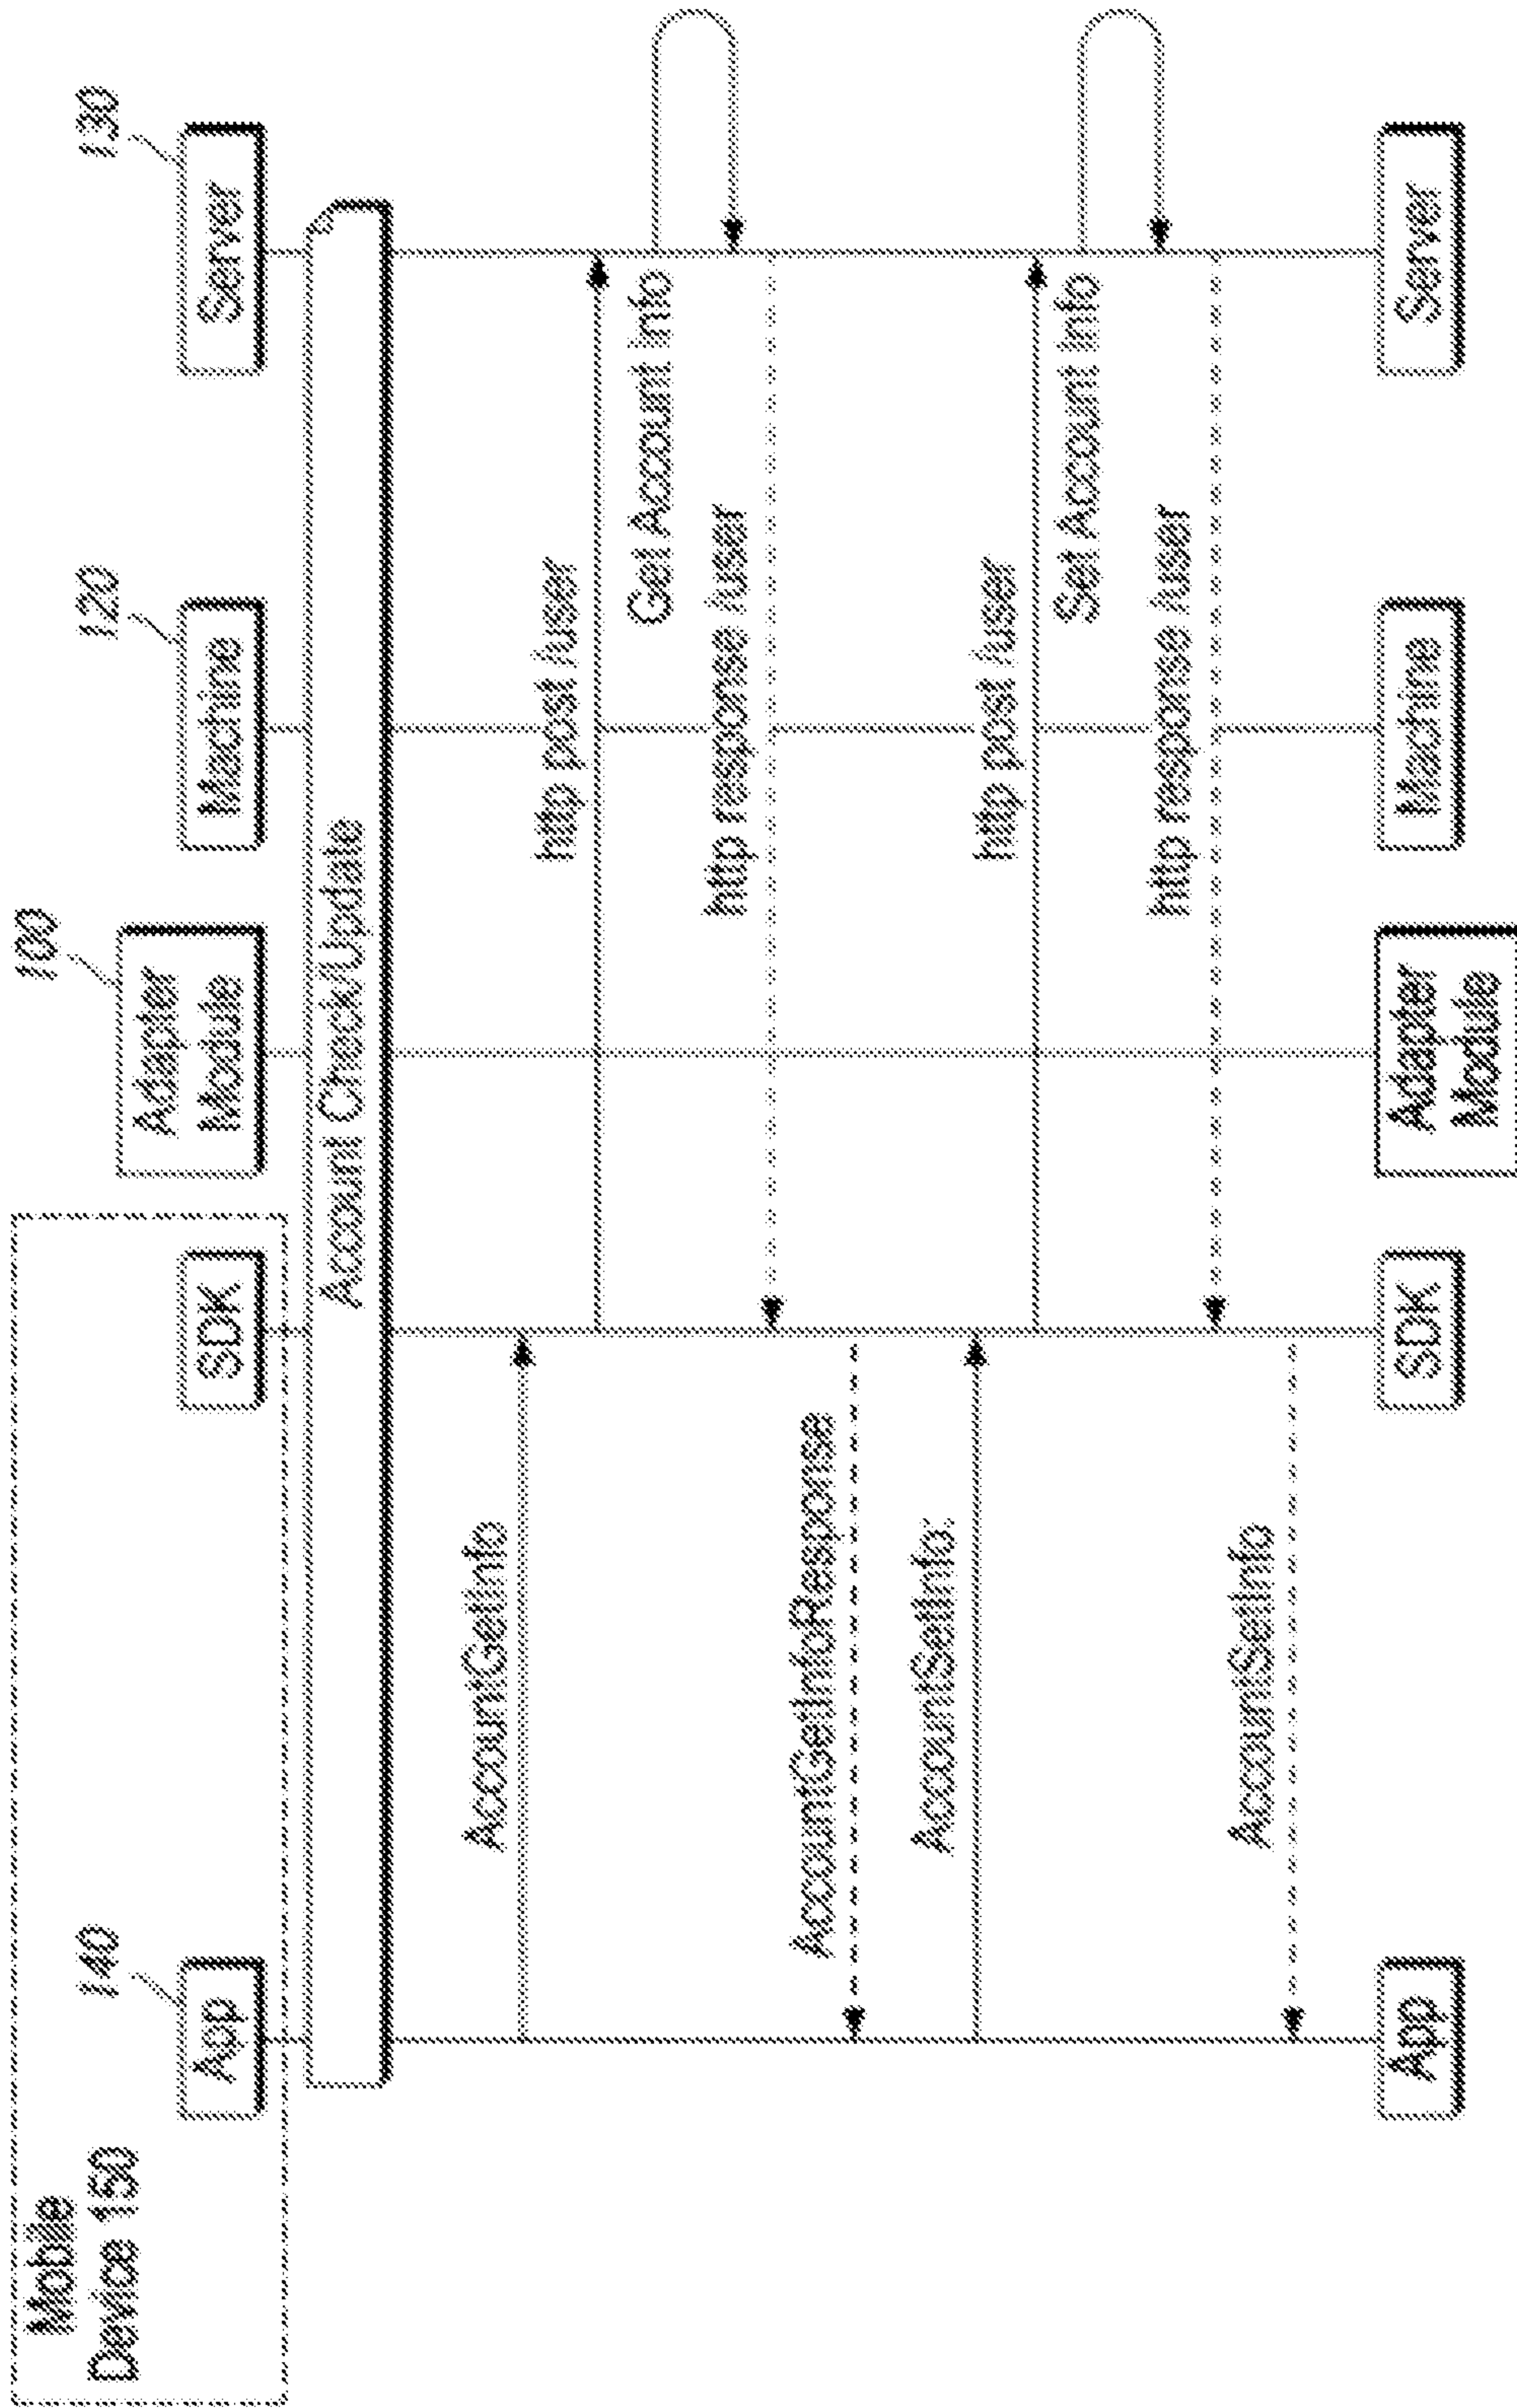 Mobile
Device 150
140
App
SDK
100
Adapter
Module
120
Machine
130
Server
Account Check/Update
AccountGetInfo
http post /user
Get Account Info
http response /user
AccountGetInfoResponse
AccountSetInfo:
http post /user
Set Account Info
http response /user
AccountSetInfo
App
SDK
Adapter
Module
Machine
Server